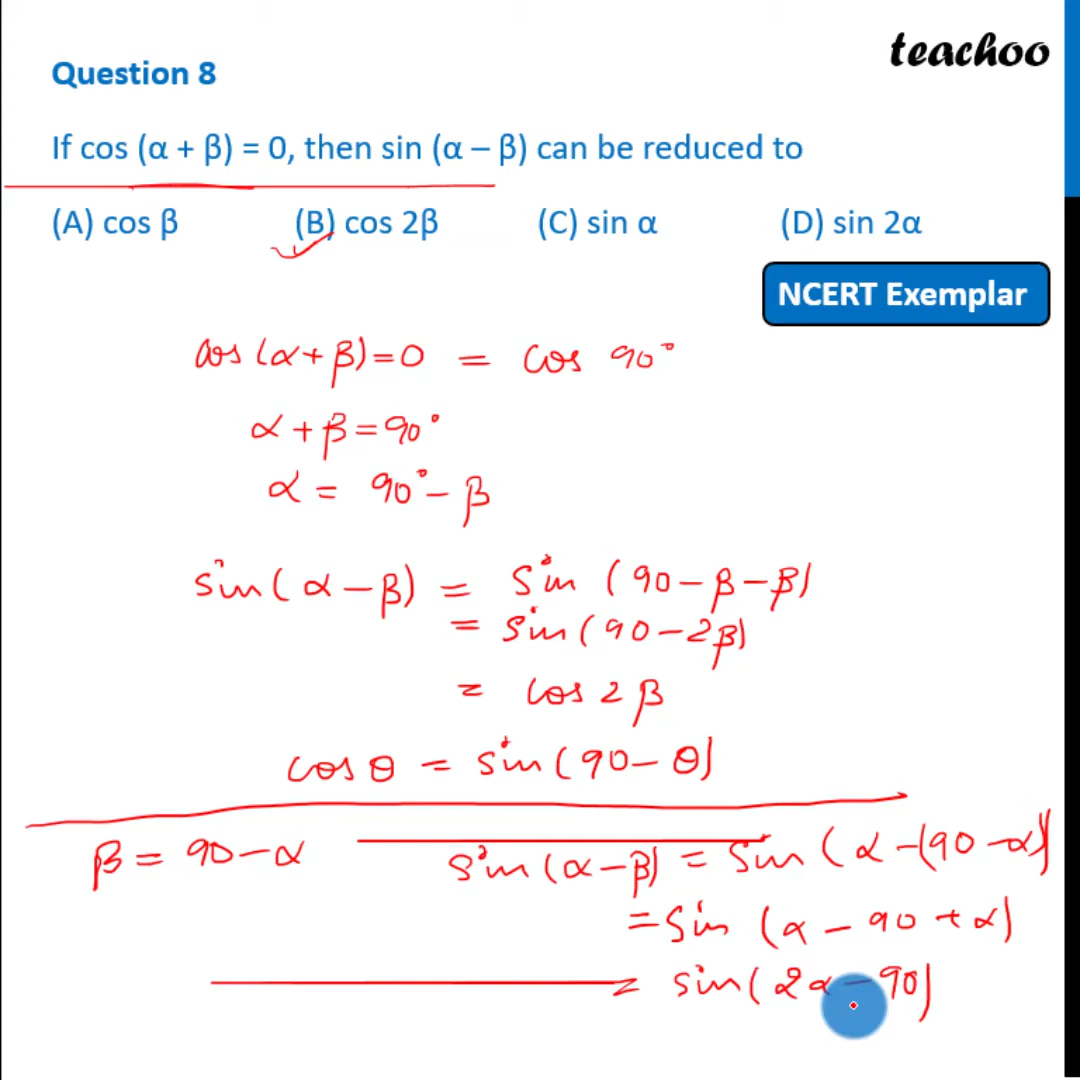 teachoo
Question 8
If cos (α + β) = 0, then sin (α – β) can be reduced to
(A) cos β (B) cos 2β (C) sin α (D) sin 2α
NCERT Exemplar
cos (α + β) = 0 = cos 90°
α + β = 90°
α = 90° – β
sin (α – β) = sin (90 – β – β)
= sin (90 – 2β)
= cos 2β
cos θ = sin (90 – θ)
β = 90 – α sin (α – β) = sin (α – (90 – α))
= sin (α – 90 + α)
= sin (2α – 90)